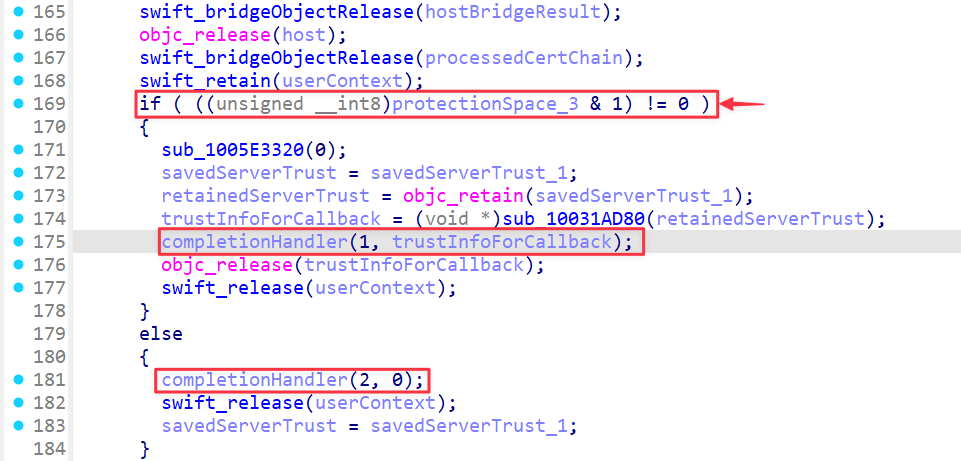 165 swift_bridgeObjectRelease(hostBridgeResult);
166 objc_release(host);
167 swift_bridgeObjectRelease(processedCertChain);
168 swift_retain(userContext);
169 if ( ((unsigned __int8)protectionSpace_3 & 1) != 0 )
170 {
171 sub_1005E3320(0);
172 savedServerTrust = savedServerTrust_1;
173 retainedServerTrust = objc_retain(savedServerTrust_1);
174 trustInfoForCallback = (void *)sub_10031AD80(retainedServerTrust);
175 completionHandler(1, trustInfoForCallback);
176 objc_release(trustInfoForCallback);
177 swift_release(userContext);
178 }
179 else
180 {
181 completionHandler(2, 0);
182 swift_release(userContext);
183 savedServerTrust = savedServerTrust_1;
184 }